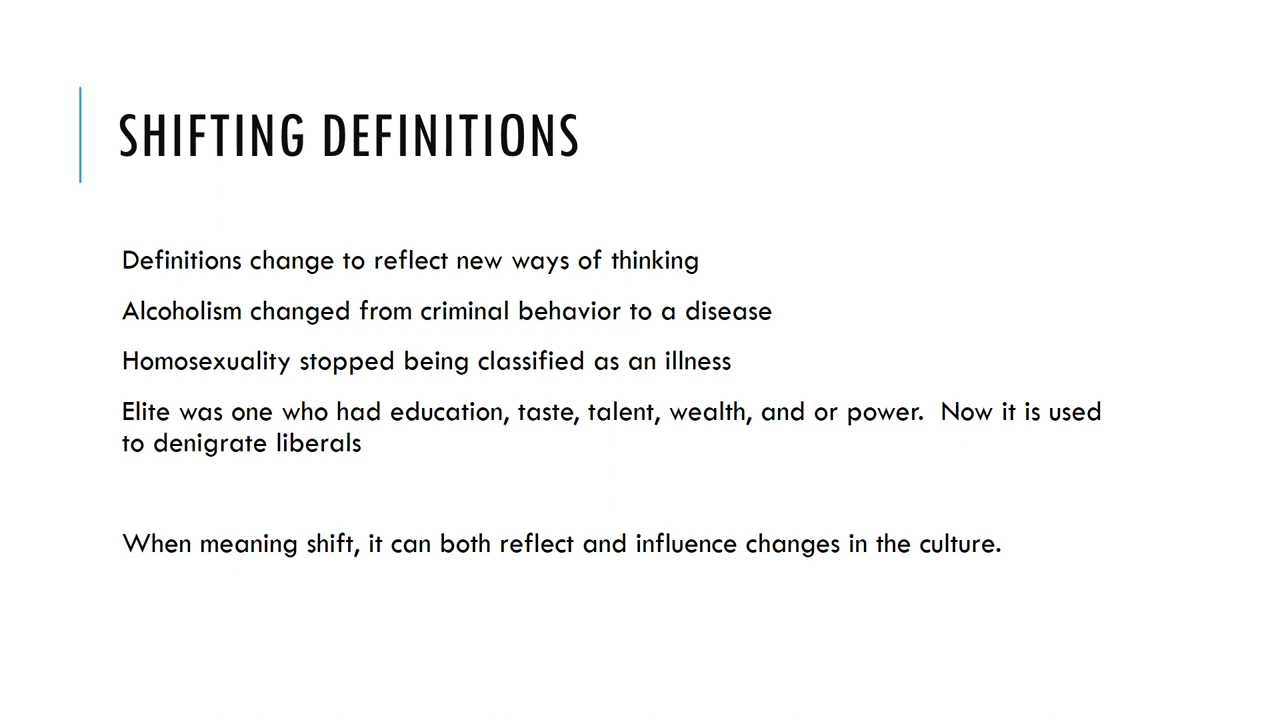 SHIFTING DEFINITIONS
Definitions change to reflect new ways of thinking
Alcoholism changed from criminal behavior to a disease
Homosexuality stopped being classified as an illness
Elite was one who had education, taste, talent, wealth, and or power.  Now it is used
to denigrate liberals
When meaning shift, it can both reflect and influence changes in the culture.